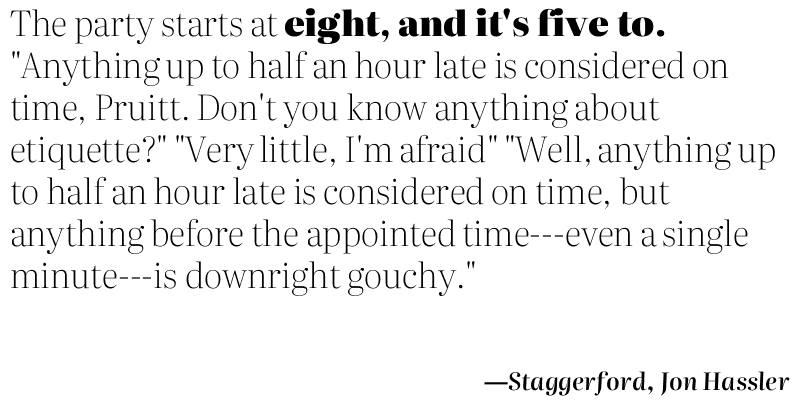 The party starts at eight, and it's five to.
"Anything up to half an hour late is considered on
time, Pruitt. Don't you know anything about
etiquette?" "Very little, I'm afraid" "Well, anything up
to half an hour late is considered on time, but
anything before the appointed time---even a single
minute---is downright gouchy."
—Staggerford, Jon Hassler